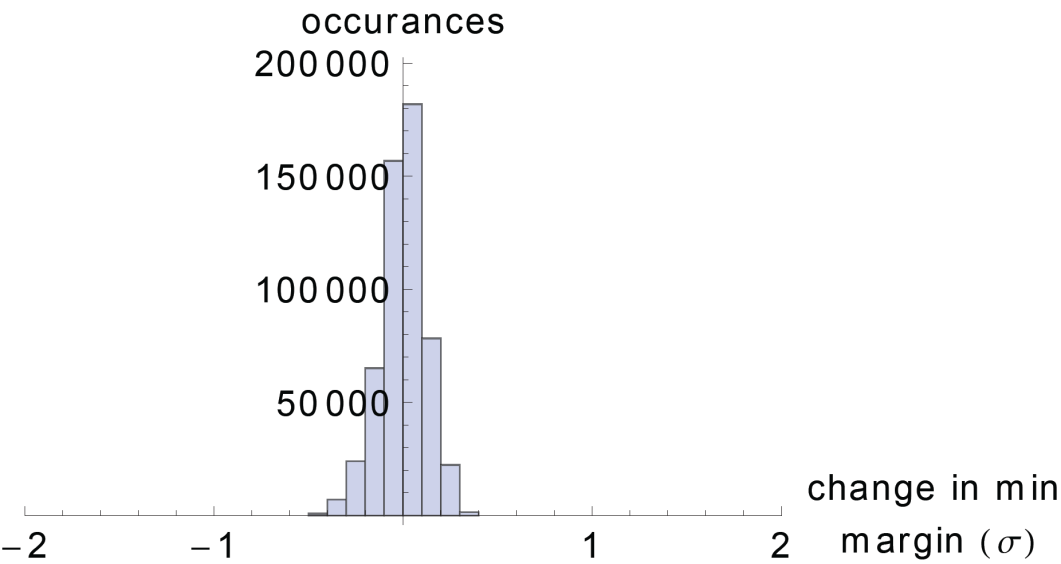 occurances
200 000
150 000
100 000
50 000
−2
−1
1
2
change in min
margin (σ)